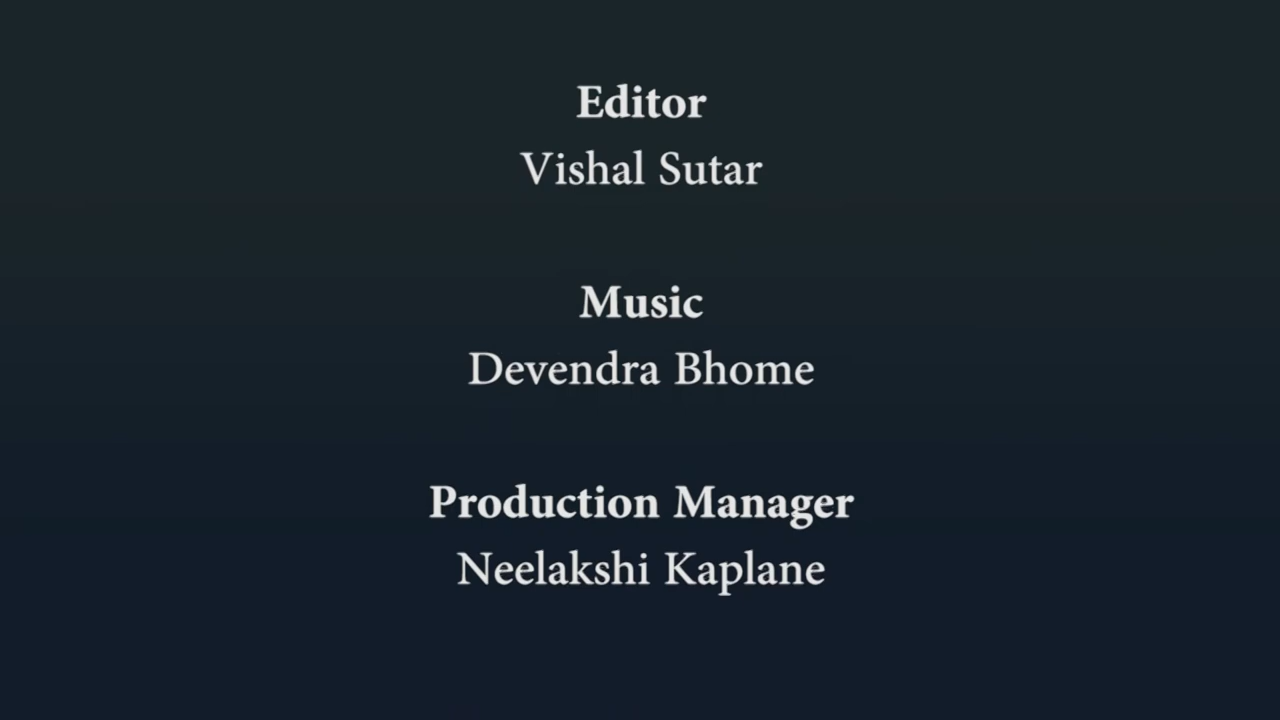 Editor
Vishal Sutar
Music
Devendra Bhome
Production Manager
Neelakshi Kaplane